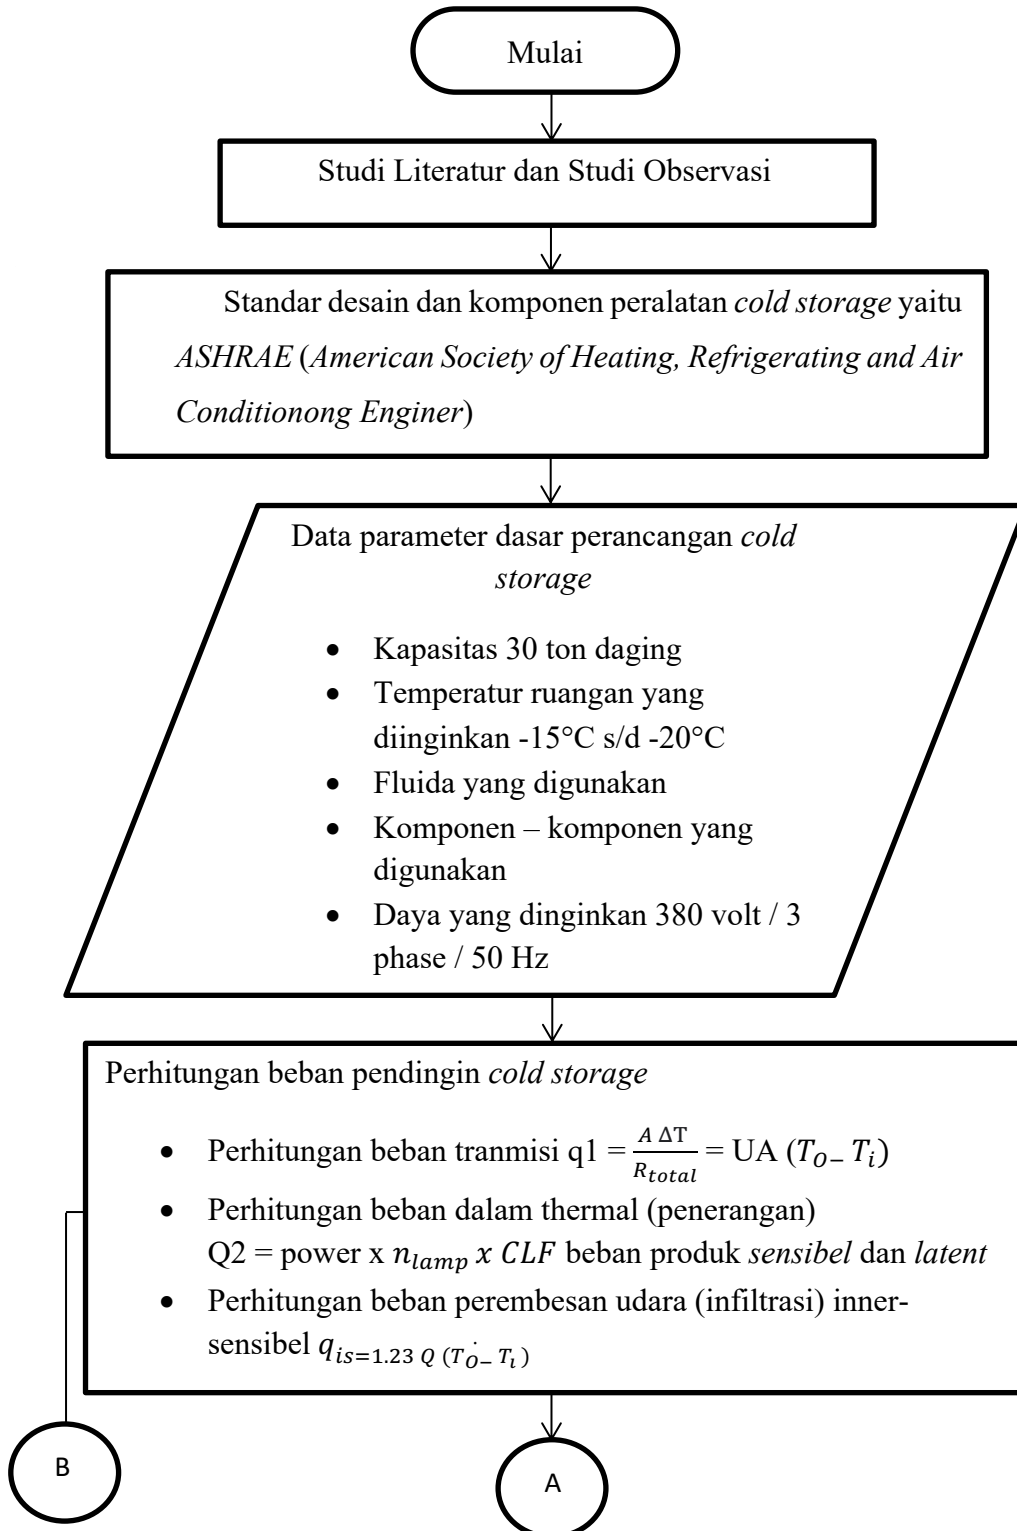 Mulai
Studi Literatur dan Studi Observasi
Standar desain dan komponen peralatan cold storage yaitu
ASHRAE (American Society of Heating, Refrigerating and Air
Conditionong Enginer)
Data parameter dasar perancangan cold
storage
• Kapasitas 30 ton daging
• Temperatur ruangan yang
diinginkan -15°C s/d -20°C
• Fluida yang digunakan
• Komponen – komponen yang
digunakan
• Daya yang dinginkan 380 volt / 3
phase / 50 Hz
Perhitungan beban pendingin cold storage
• Perhitungan beban tranmisi q1 = A ΔT / R_total = UA (T_O– T_i)
• Perhitungan beban dalam thermal (penerangan)
Q2 = power x n_lamp x CLF beban produk sensibel dan latent
• Perhitungan beban perembesan udara (infiltrasi) inner-
sensibel q_is=1.23 Q (Ṫ_O– T_i)
B
A